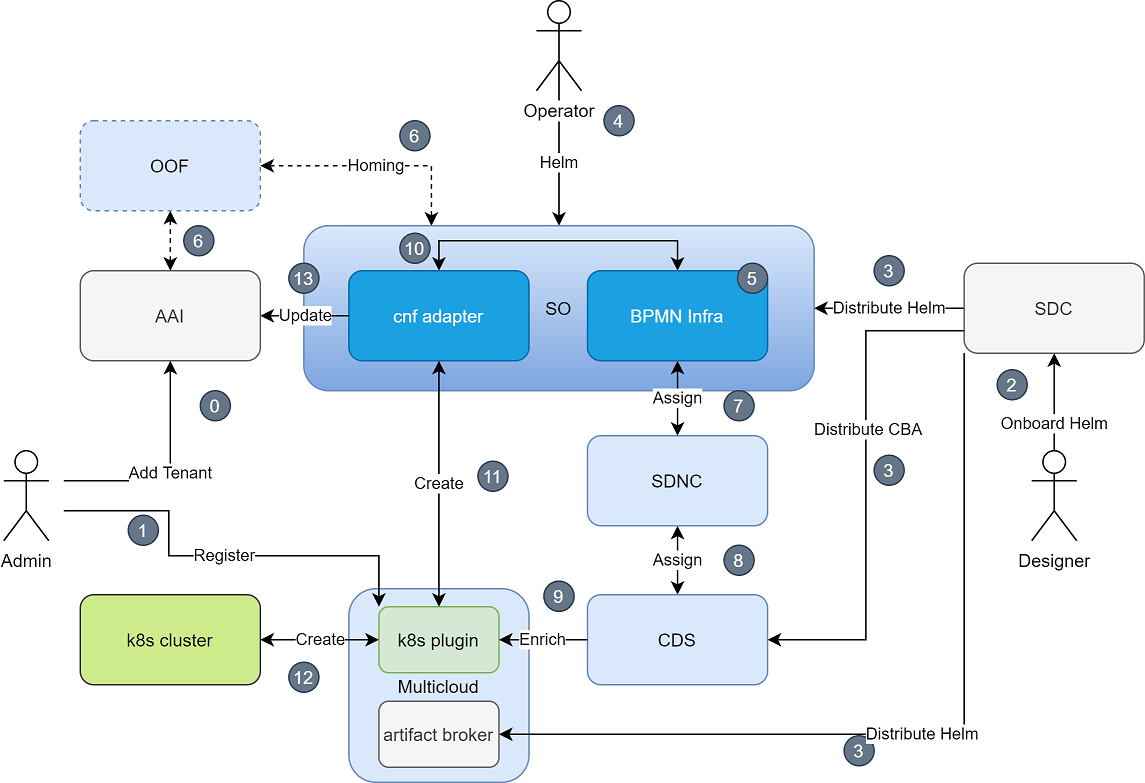 Operator
4
6
OOF
Homing
Helm
6
10
13
5
3
AAI
Update
cnf adapter
SO
BPMN Infra
Distribute Helm
SDC
0
Assign
7
2
Onboard Helm
Distribute CBA
3
Add Tenant
Create
11
SDNC
1
Admin
Register
Assign
8
Designer
9
k8s cluster
Create
k8s plugin
Enrich
CDS
12
Multicloud
artifact broker
Distribute Helm
3